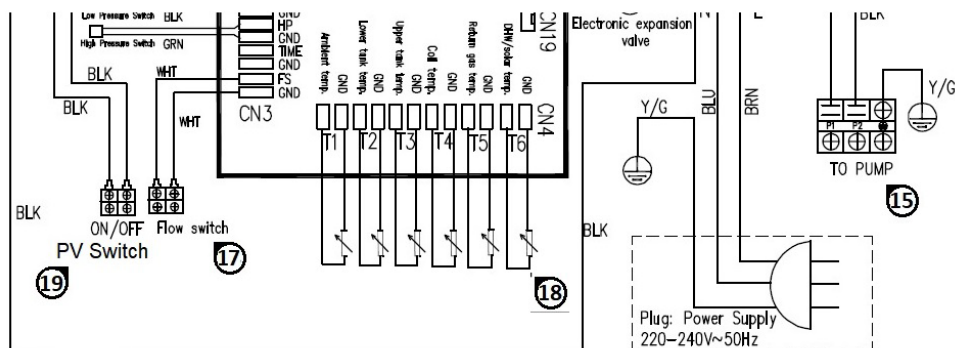 Low Pressure Switch
BLK
GND
HP
High Pressure Switch
GRN
GND
TIME
GND
WHT
FS
GND
BLK
BLK
CN3
WHT
Ambient temp.
GND
Lower tank temp.
GND
Upper tank temp.
GND
Coil temp.
GND
Return gas temp.
GND
DHW/solar temp.
GND
CN19
CN4
T1
T2
T3
T4
T5
T6
Electronic expansion
valve
Y/G
BLU
BRN
BLK
Y/G
P1
P2
TO PUMP
15
BLK
ON/OFF
PV Switch
Flow switch
19
17
18
BLK
Plug: Power Supply
220-240V~50Hz